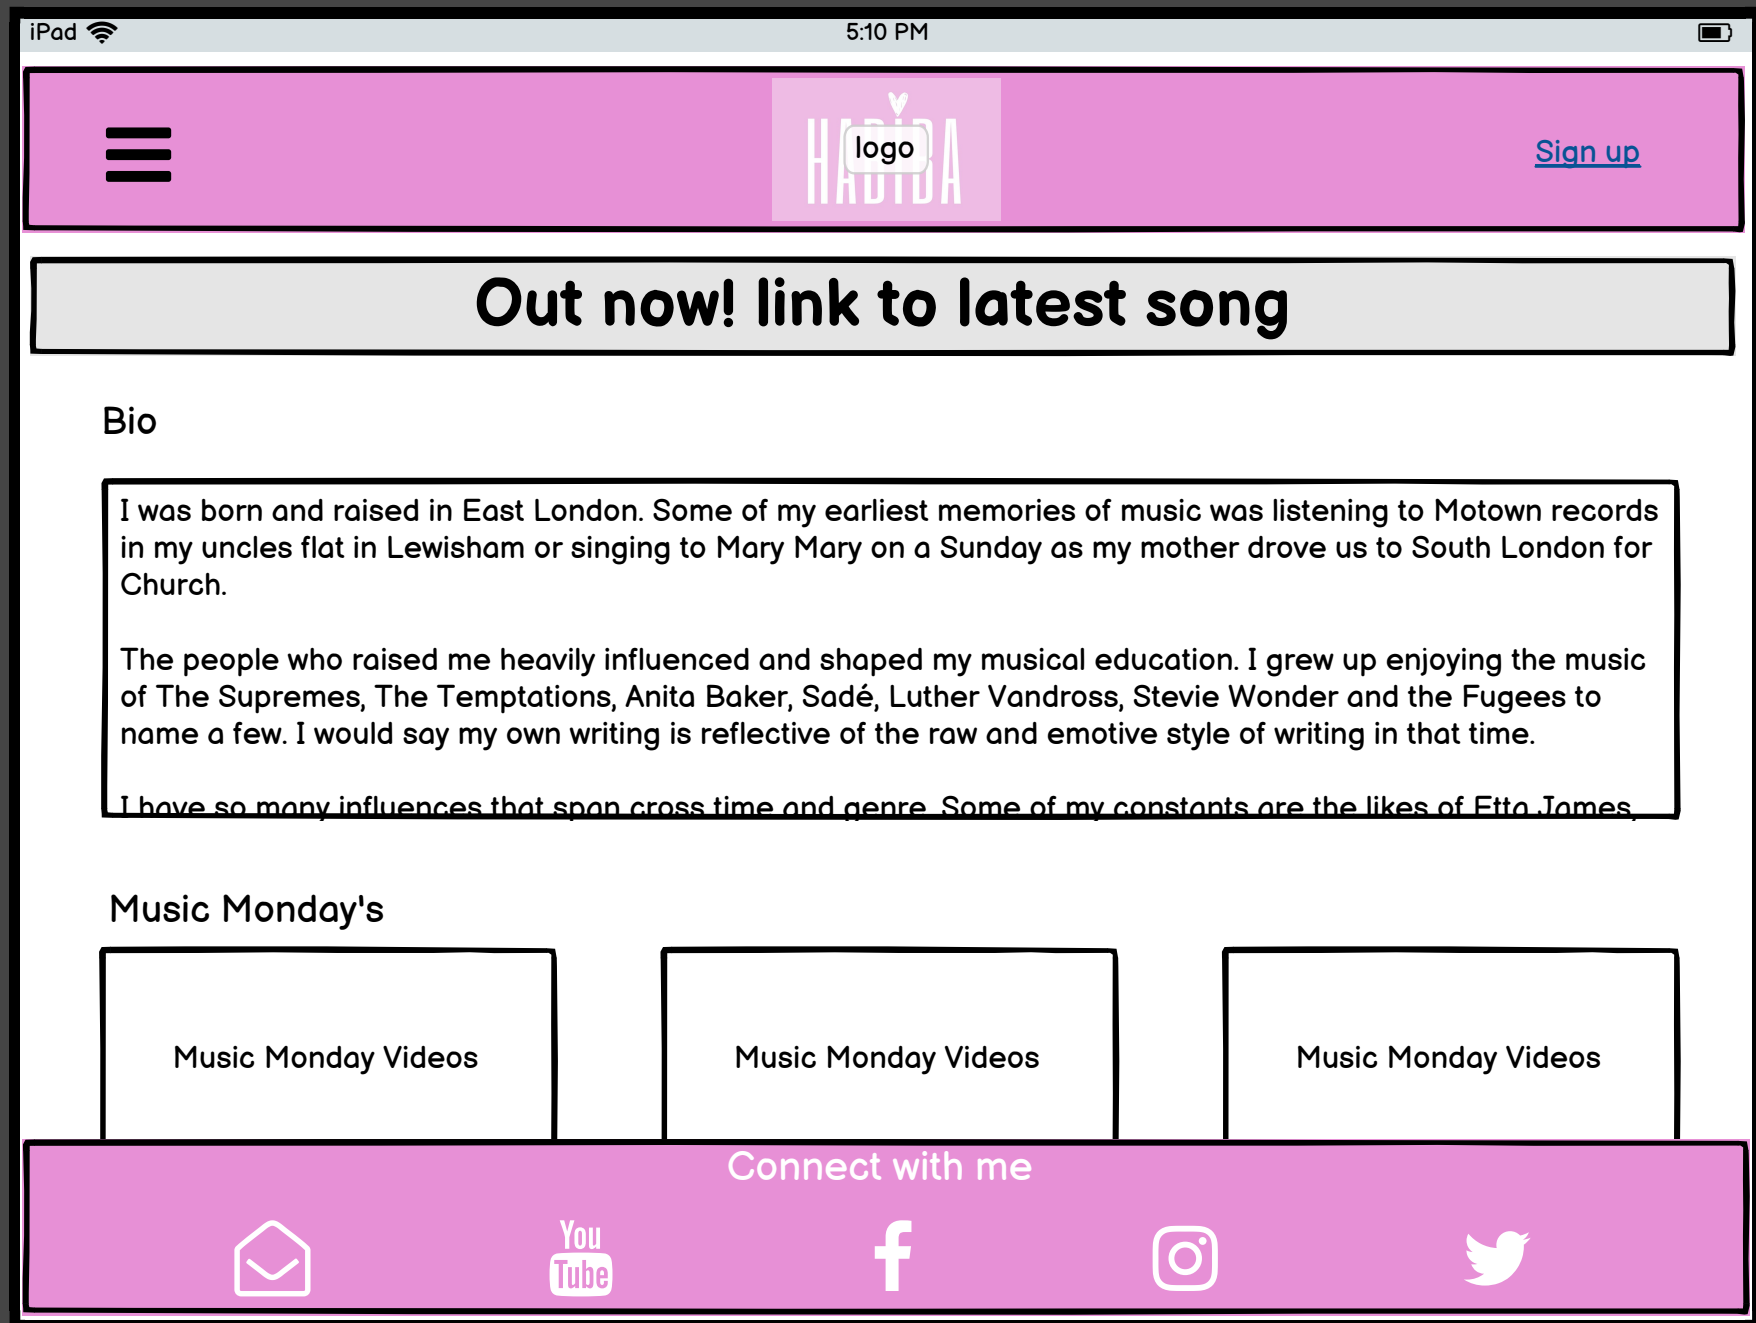 iPad
5:10 PM
HABIBA
logo
Sign up
Out now! link to latest song
Bio
I was born and raised in East London. Some of my earliest memories of music was listening to Motown records
in my uncles flat in Lewisham or singing to Mary Mary on a Sunday as my mother drove us to South London for
Church.
The people who raised me heavily influenced and shaped my musical education. I grew up enjoying the music
of The Supremes, The Temptations, Anita Baker, Sadé, Luther Vandross, Stevie Wonder and the Fugees to
name a few. I would say my own writing is reflective of the raw and emotive style of writing in that time.
I have so many influences that span cross time and genre. Some of my constants are the likes of Etta James,
Music Monday's
Music Monday Videos
Music Monday Videos
Music Monday Videos
Connect with me
You
Tube